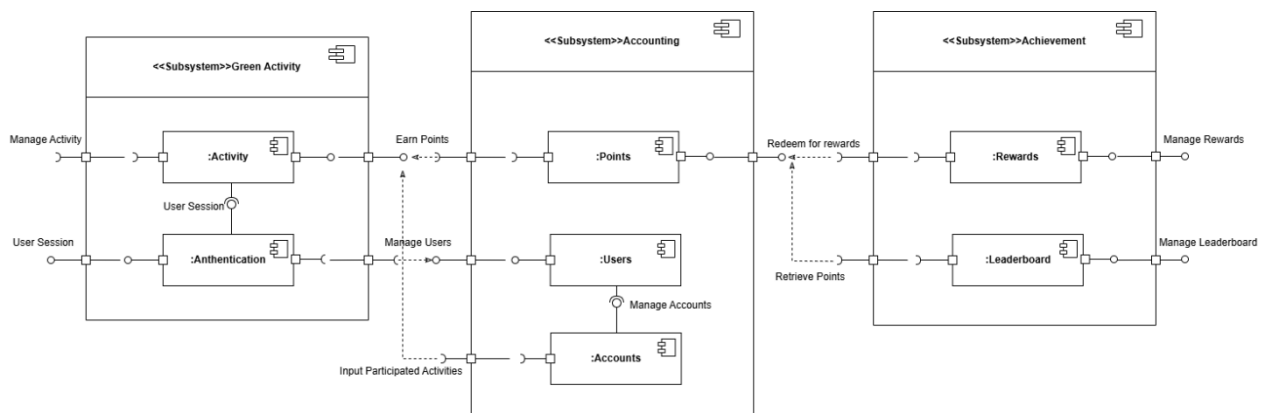 <<Subsystem>>Green Activity
<<Subsystem>>Accounting
<<Subsystem>>Achievement
Manage Activity
:Activity
Earn Points
:Points
Redeem for rewards
:Rewards
Manage Rewards
User Session
User Session
:Anthentication
Manage Users
:Users
Retrieve Points
:Leaderboard
Manage Leaderboard
Manage Accounts
Input Participated Activities
:Accounts